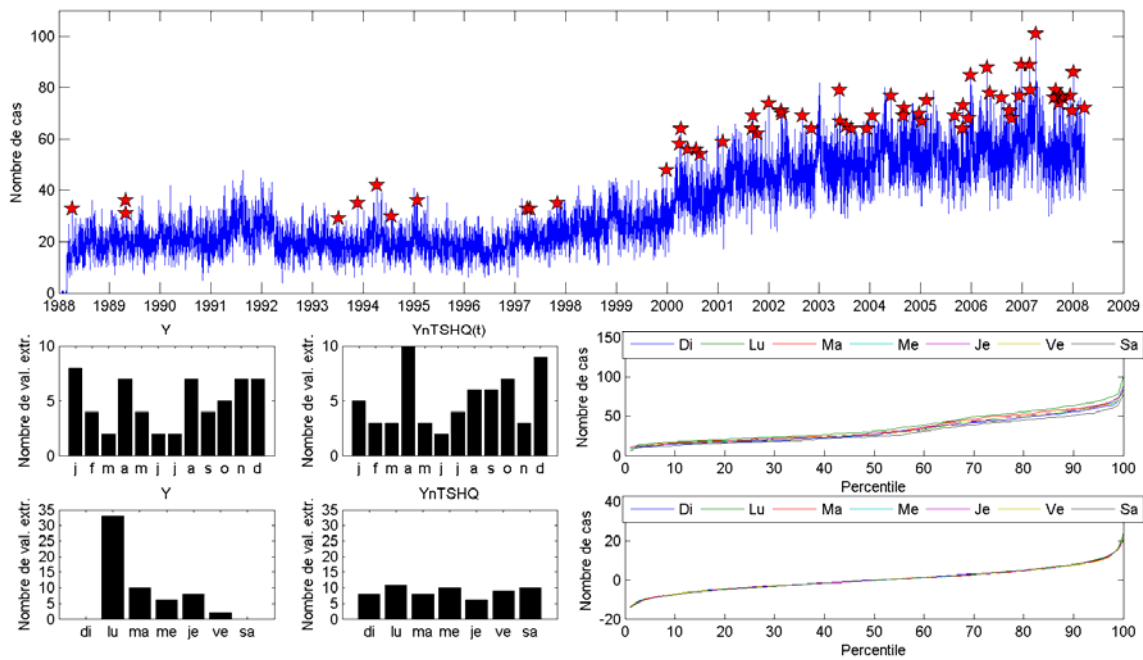 Nombre de cas
100
80
60
40
20
0
1988 1989 1990 1991 1992 1993 1994 1995 1996 1997 1998 1999 2000 2001 2002 2003 2004 2005 2006 2007 2008 2009
Y
Nombre de val. extr.
10
5
0
j f m a m j j a s o n d
YnTSHQ(t)
Nombre de val. extr.
10
5
0
j f m a m j j a s o n d
Nombre de cas
150
100
50
0
Di Lu Ma Me Je Ve Sa
10 20 30 40 50 60 70 80 90 100
Percentile
Y
Nombre de val. extr.
35
30
25
20
15
10
5
0
di lu ma me je ve sa
YnTSHQ
Nombre de val. extr.
35
30
25
20
15
10
5
0
di lu ma me je ve sa
Nombre de cas
40
20
0
-20
Di Lu Ma Me Je Ve Sa
10 20 30 40 50 60 70 80 90 100
Percentile